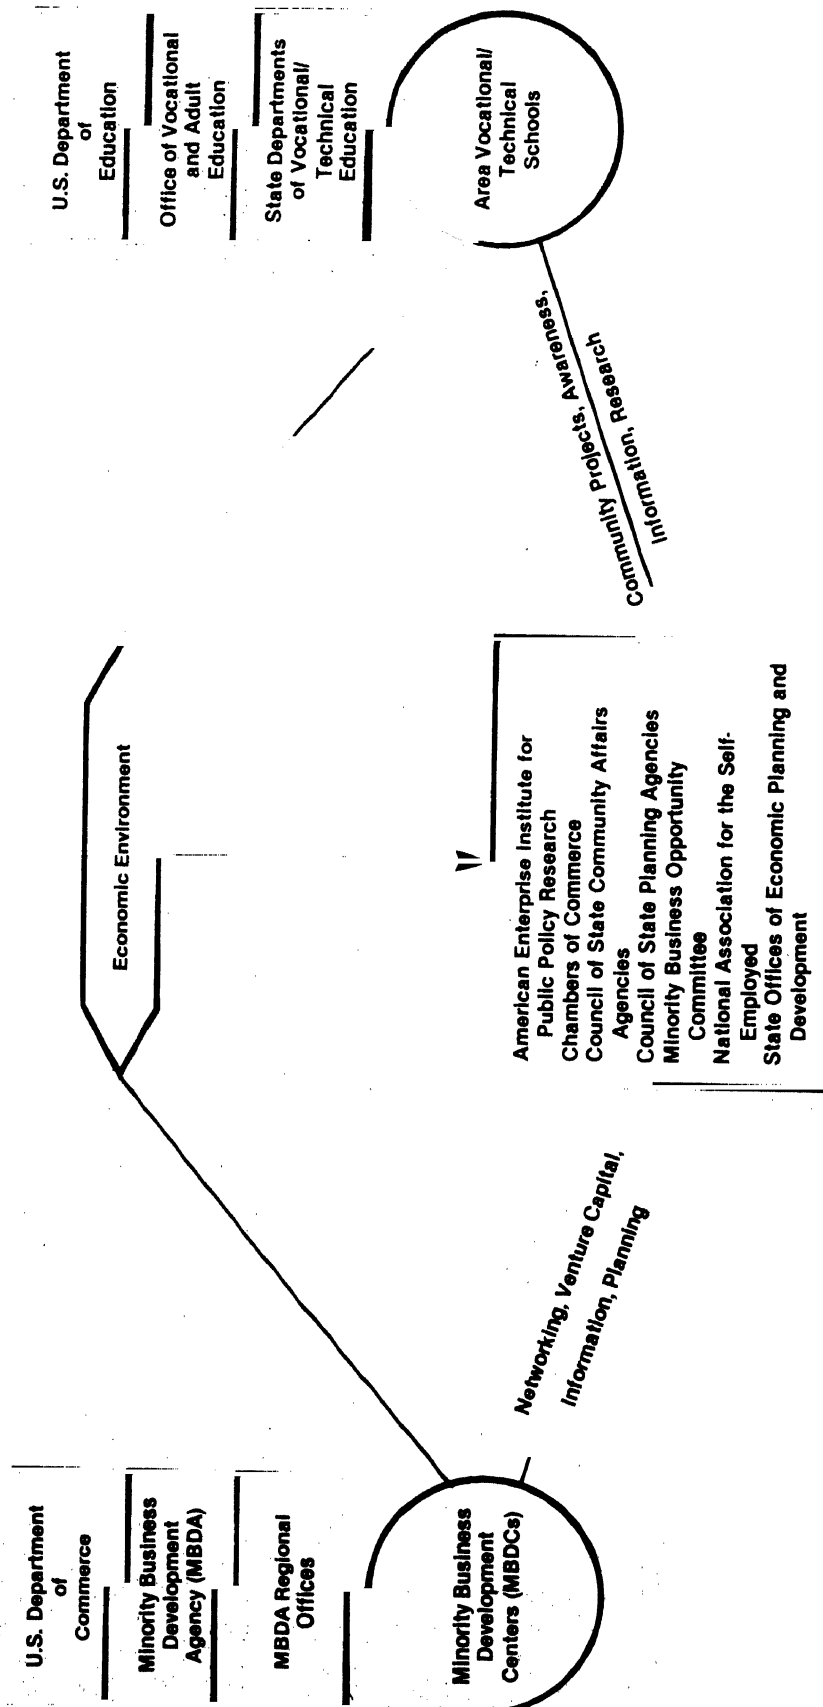 U.S. Department
of
Commerce
Minority Business
Development
Agency (MBDA)
MBDA Regional
Offices
Minority Business
Development
Centers (MBDCs)
Economic Environment
U.S. Department
of
Education
Office of Vocational
and Adult
Education
State Departments
of Vocational/
Technical
Education
Area Vocational/
Technical
Schools
Networking, Venture Capital,
Information, Planning
American Enterprise Institute for
Public Policy Research
Chambers of Commerce
Council of State Community Affairs
Agencies
Council of State Planning Agencies
Minority Business Opportunity
Committee
National Association for the Self-
Employed
State Offices of Economic Planning and
Development
Community Projects, Awareness,
Information, Research